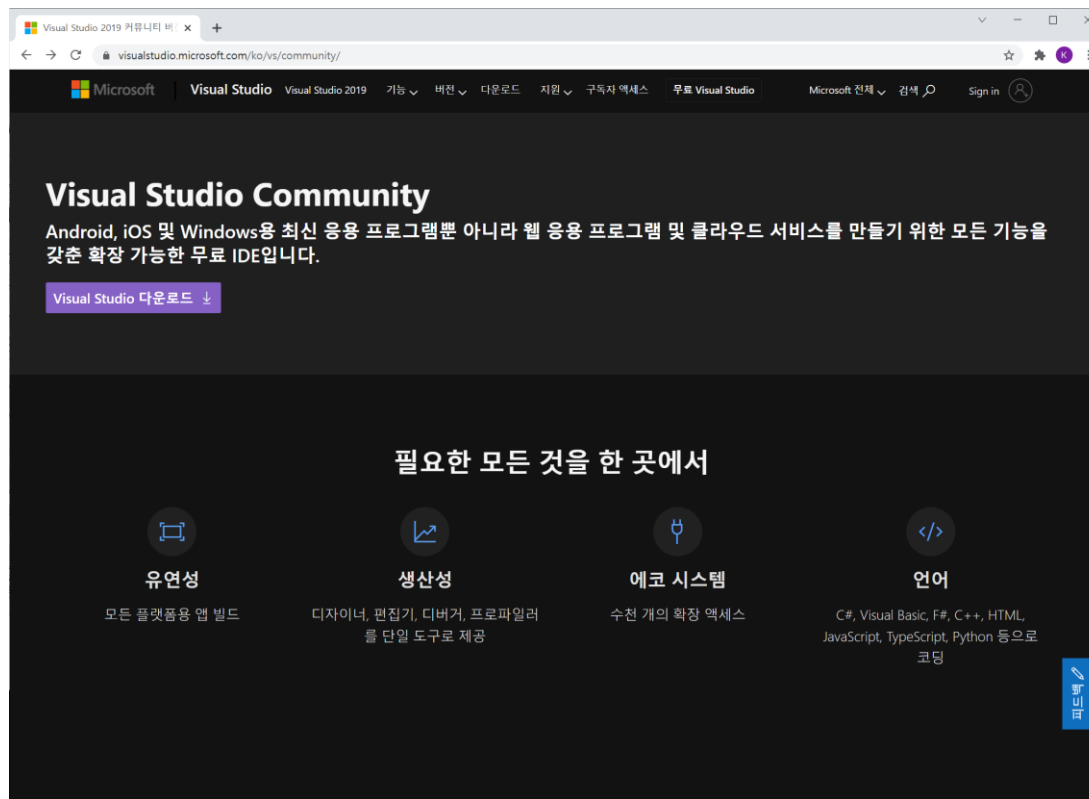 Visual Studio 2019 커뮤니티 버
visualstudio.microsoft.com/ko/vs/community/
K
Microsoft Visual Studio Visual Studio 2019 기능 버전 다운로드 지원 구독자 액세스 무료 Visual Studio Microsoft 전체 검색 Sign in
Visual Studio Community
Android, iOS 및 Windows용 최신 응용 프로그램뿐 아니라 웹 응용 프로그램 및 클라우드 서비스를 만들기 위한 모든 기능을
갖춘 확장 가능한 무료 IDE입니다.
Visual Studio 다운로드
필요한 모든 것을 한 곳에서
유연성
모든 플랫폼용 앱 빌드
생산성
디자이너, 편집기, 디버거, 프로파일러
를 단일 도구로 제공
에코 시스템
수천 개의 확장 액세스
언어
C#, Visual Basic, F#, C++, HTML,
JavaScript, TypeScript, Python 등으로
코딩
피드백